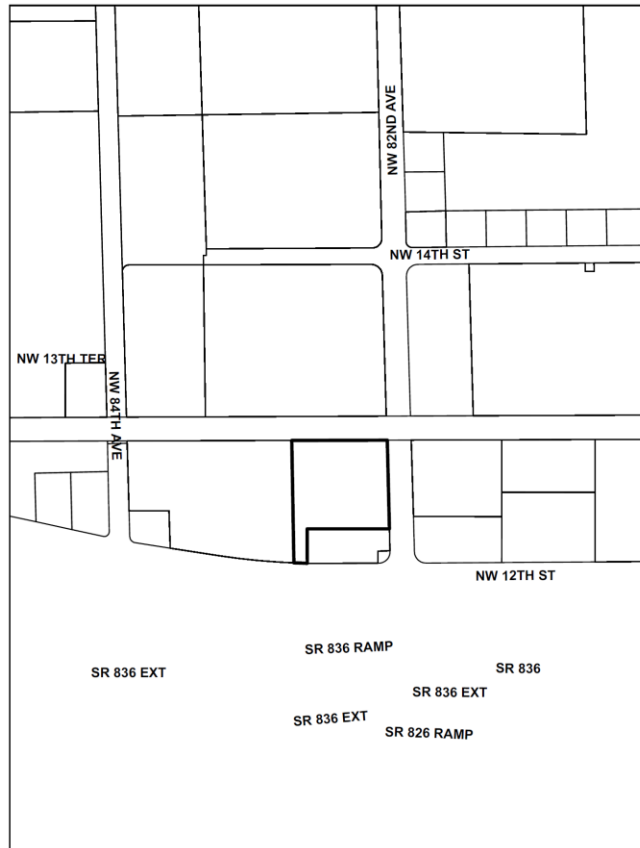 NW 82ND AVE
NW 14TH ST
NW 13TH TER
NW 84TH AVE
NW 12TH ST
SR 836 RAMP
SR 836 EXT
SR 836
SR 836 EXT
SR 836 EXT
SR 826 RAMP